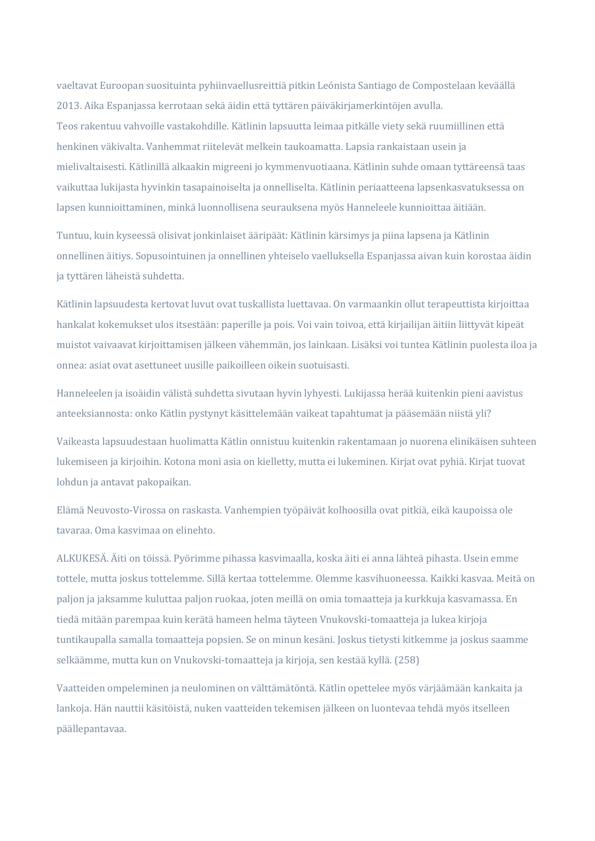 vaeltavat Euroopan suosituinta pyhiinvaellusreittiä pitkin Leónista Santiago de Compostelaan keväällä
2013. Aika Espanjassa kerrotaan sekä äidin että tyttären päiväkirjamerkintöjen avulla.
Teos rakentuu vahvoille vastakohdille. Kätlinin lapsuutta leimaa pitkälle viety sekä ruumiillinen että
henkinen väkivalta. Vanhemmat riitelevät melkein taukoamatta. Lapsia rankaistaan usein ja
mielivaltaisesti. Kätlinillä alkaakin migreeni jo kymmenvuotiaana. Kätlinin suhde omaan tyttäreensä taas
vaikuttaa lukijasta hyvinkin tasapainoiselta ja onnelliselta. Kätlinin periaatteena lapsenkasvatuksessa on
lapsen kunnioittaminen, minkä luonnollisena seurauksena myös Hanneleele kunnioittaa äitiään.
Tuntuu, kuin kyseessä olisivat jonkinlaiset ääripäät: Kätlinin kärsimys ja piina lapsena ja Kätlinin
onnellinen äitiys. Sopusointuinen ja onnellinen yhteiselo vaelluksella Espanjassa aivan kuin korostaa äidin
ja tyttären läheistä suhdetta.
Kätlinin lapsuudesta kertovat luvut ovat tuskallista luettavaa. On varmaankin ollut terapeuttista kirjoittaa
hankalat kokemukset ulos itsestään: paperille ja pois. Voi vain toivoa, että kirjailijan äitiin liittyvät kipeät
muistot vaivaavat kirjoittamisen jälkeen vähemmän, jos lainkaan. Lisäksi voi tuntea Kätlinin puolesta iloa ja
onnea: asiat ovat asettuneet uusille paikoilleen oikein suotuisasti.
Hanneleelen ja isoäidin välistä suhdetta sivutaan hyvin lyhyesti. Lukijassa herää kuitenkin pieni aavistus
anteeksiannosta: onko Kätlin pystynyt käsittelemään vaikeat tapahtumat ja pääsemään niistä yli?
Vaikeasta lapsuudestaan huolimatta Kätlin onnistuu kuitenkin rakentamaan jo nuorena elinikäisen suhteen
lukemiseen ja kirjoihin. Kotona moni asia on kielletty, mutta ei lukeminen. Kirjat ovat pyhiä. Kirjat tuovat
lohdun ja antavat pakopaikan.
Elämä Neuvosto-Virossa on raskasta. Vanhempien työpäivät kolhoosilla ovat pitkiä, eikä kaupoissa ole
tavaraa. Oma kasvimaa on elinehto.
ALKUKESÄ. Äiti on töissä. Pyörimme pihassa kasvimaalla, koska äiti ei anna lähteä pihasta. Usein emme
tottele, mutta joskus tottelemme. Sillä kertaa tottelemme. Olemme kasvihuoneessa. Kaikki kasvaa. Meitä on
paljon ja jaksamme kuluttaa paljon ruokaa, joten meillä on omia tomaatteja ja kurkkuja kasvamassa. En
tiedä mitään parempaa kuin kerätä hameen helma täyteen Vnukovski-tomaatteja ja lukea kirjoja
tuntikaupalla samalla tomaatteja popsien. Se on minun kesäni. Joskus tietysti kitkemme ja joskus saamme
selkäämme, mutta kun on Vnukovski-tomaatteja ja kirjoja, sen kestää kyllä. (258)
Vaatteiden ompeleminen ja neulominen on välttämätöntä. Kätlin opettelee myös värjäämään kankaita ja
lankoja. Hän nauttii käsitöistä, nuken vaatteiden tekemisen jälkeen on luontevaa tehdä myös itselleen
päällepantavaa.